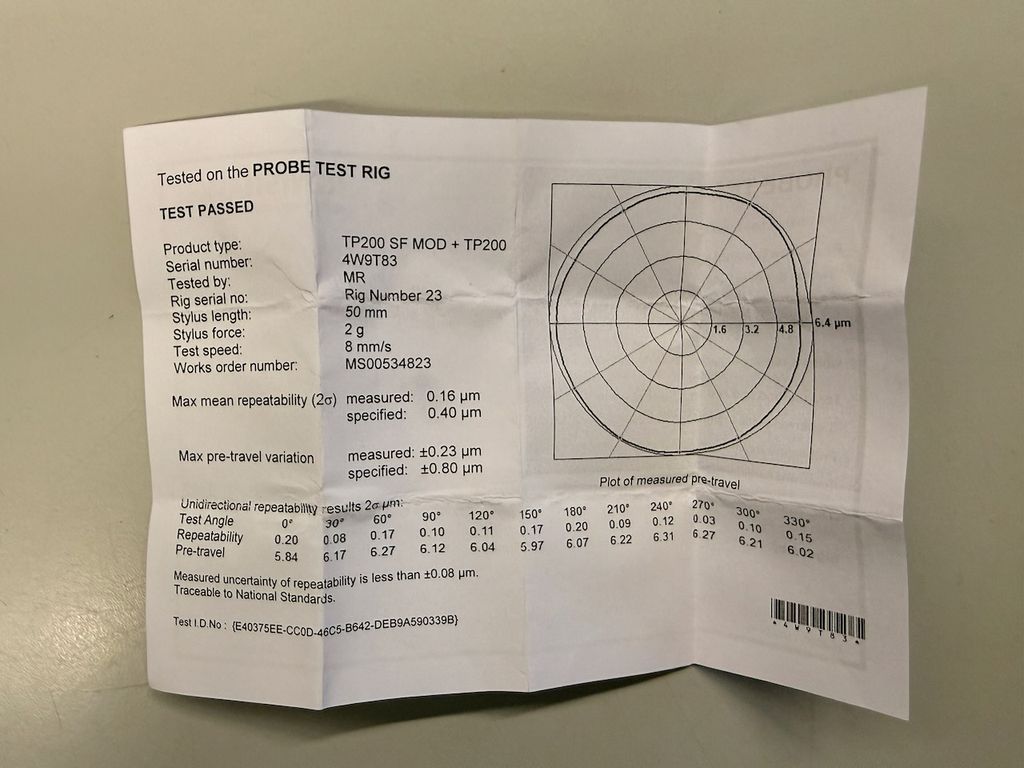 Tested on the PROBE TEST RIG
TEST PASSED
Product type: TP200 SF MOD + TP200
Serial number: 4W9T83
Tested by: MR
Rig serial no: Rig Number 23
Stylus length: 50 mm
Stylus force: 2 g
Test speed: 8 mm/s
Works order number: MS00534823
Max mean repeatability (2σ) measured: 0.16 µm
specified: 0.40 µm
Max pre-travel variation measured: ±0.23 µm
specified: ±0.80 µm
1.6 3.2 4.8 6.4 µm
Plot of measured pre-travel
Unidirectional repeatability results 2σ µm:
Test Angle 0° 30° 60° 90° 120° 150° 180° 210° 240° 270° 300° 330°
Repeatability 0.20 0.08 0.17 0.10 0.11 0.17 0.20 0.09 0.12 0.03 0.10 0.15
Pre-travel 5.84 6.17 6.27 6.12 6.04 5.97 6.07 6.22 6.31 6.27 6.21 6.02
Measured uncertainty of repeatability is less than ±0.08 µm.
Traceable to National Standards.
Test I.D.No : {E40375EE-CC0D-46C5-B642-DEB9A590339B}
*4W9T83*